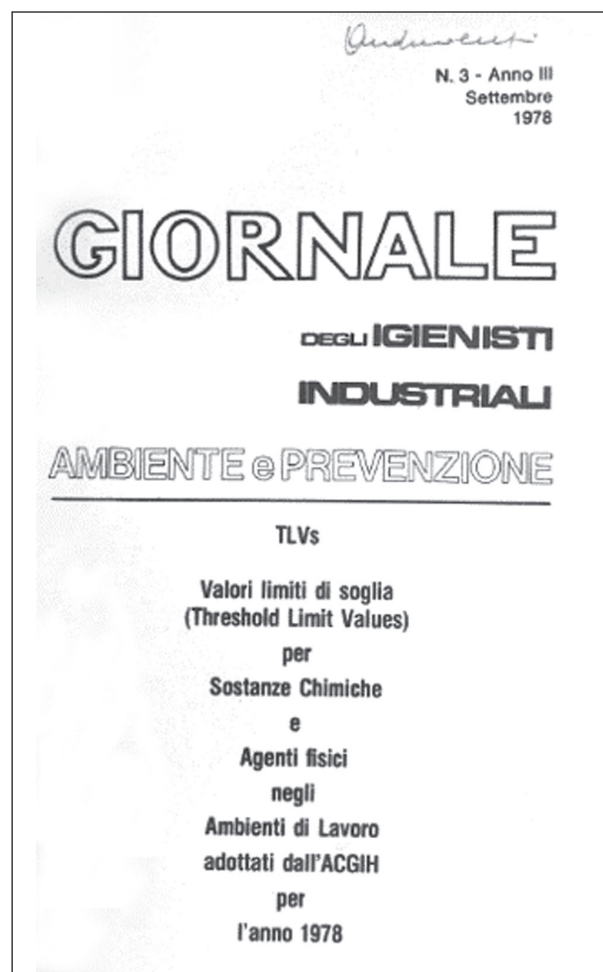 N. 3 - Anno III
Settembre
1978
GIORNALE
DEGLI IGIENISTI
INDUSTRIALI
AMBIENTE e PREVENZIONE
TLVs
Valori limiti di soglia
(Threshold Limit Values)
per
Sostanze Chimiche
e
Agenti fisici
negli
Ambienti di Lavoro
adottati dall'ACGIH
per
l'anno 1978